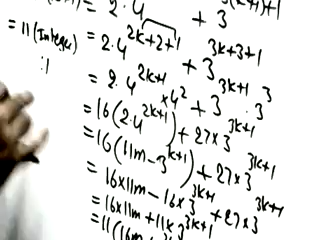 = 2·4 + 3^{3(k+1)+1}
= 11 (Integer) = 2·4^{2k+2+1} + 3^{3k+3+1}
:1
= 2·4^{2k+1} × 4^2 + 3^{3k+1} · 3
= 16(2·4^{2k+1}) + 27×3^{3k+1}
= 16(11m - 3^{k+1}) + 27×3^{3k+1}
= 16×11m - 16×3^{3k+1} + 27×3^{3k+1}
= 16×11m + 11×3^{3k+1}
= 11(16m +